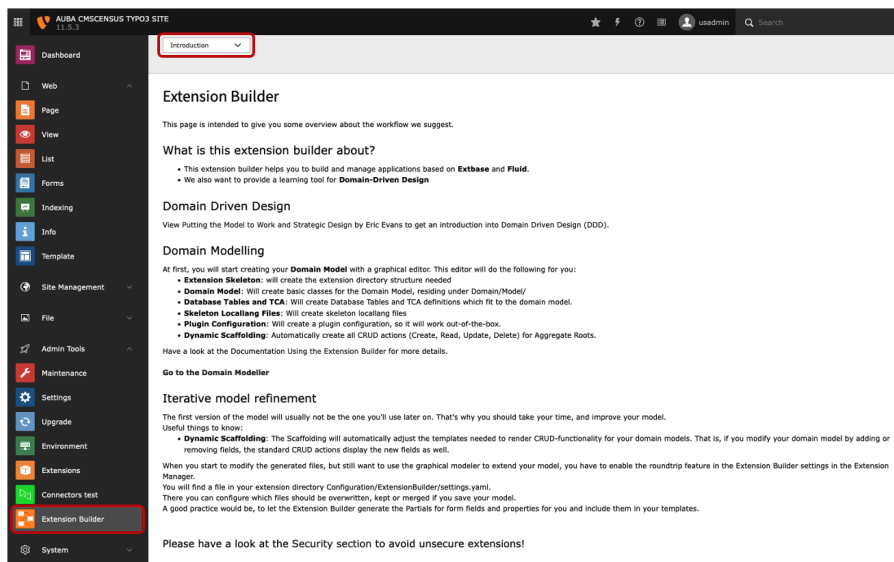 AUBA CMSCENSUS TYPO3 SITE
11.5.3
usadmin
Search
Dashboard
Web
Page
View
List
Forms
Indexing
Info
Template
Site Management
File
Admin Tools
Maintenance
Settings
Upgrade
Environment
Extensions
Connectors test
Extension Builder
System
Introduction
Extension Builder
This page is intended to give you some overview about the workflow we suggest.
What is this extension builder about?
• This extension builder helps you to build and manage applications based on Extbase and Fluid.
• We also want to provide a learning tool for Domain-Driven Design
Domain Driven Design
View Putting the Model to Work and Strategic Design by Eric Evans to get an introduction into Domain Driven Design (DDD).
Domain Modelling
At first, you will start creating your Domain Model with a graphical editor. This editor will do the following for you:
• Extension Skeleton: will create the extension directory structure needed
• Domain Model: Will create basic classes for the Domain Model, residing under Domain/Model/
• Database Tables and TCA: Will create Database Tables and TCA definitions which fit to the domain model.
• Skeleton Locallang Files: Will create skeleton locallang files
• Plugin Configuration: Will create a plugin configuration, so it will work out-of-the-box.
• Dynamic Scaffolding: Automatically create all CRUD actions (Create, Read, Update, Delete) for Aggregate Roots.
Have a look at the Documentation Using the Extension Builder for more details.
Go to the Domain Modeller
Iterative model refinement
The first version of the model will usually not be the one you'll use later on. That's why you should take your time, and improve your model.
Useful things to know:
• Dynamic Scaffolding: The Scaffolding will automatically adjust the templates needed to render CRUD-functionality for your domain models. That is, if you modify your domain model by adding or
removing fields, the standard CRUD actions display the new fields as well.
When you start to modify the generated files, but still want to use the graphical modeler to extend your model, you have to enable the roundtrip feature in the Extension Builder settings in the Extension
Manager.
You will find a file in your extension directory Configuration/ExtensionBuilder/settings.yaml.
There you can configure which files should be overwritten, kept or merged if you save your model.
A good practice would be, to let the Extension Builder generate the Partials for form fields and properties for you and include them in your templates.
Please have a look at the Security section to avoid unsecure extensions!